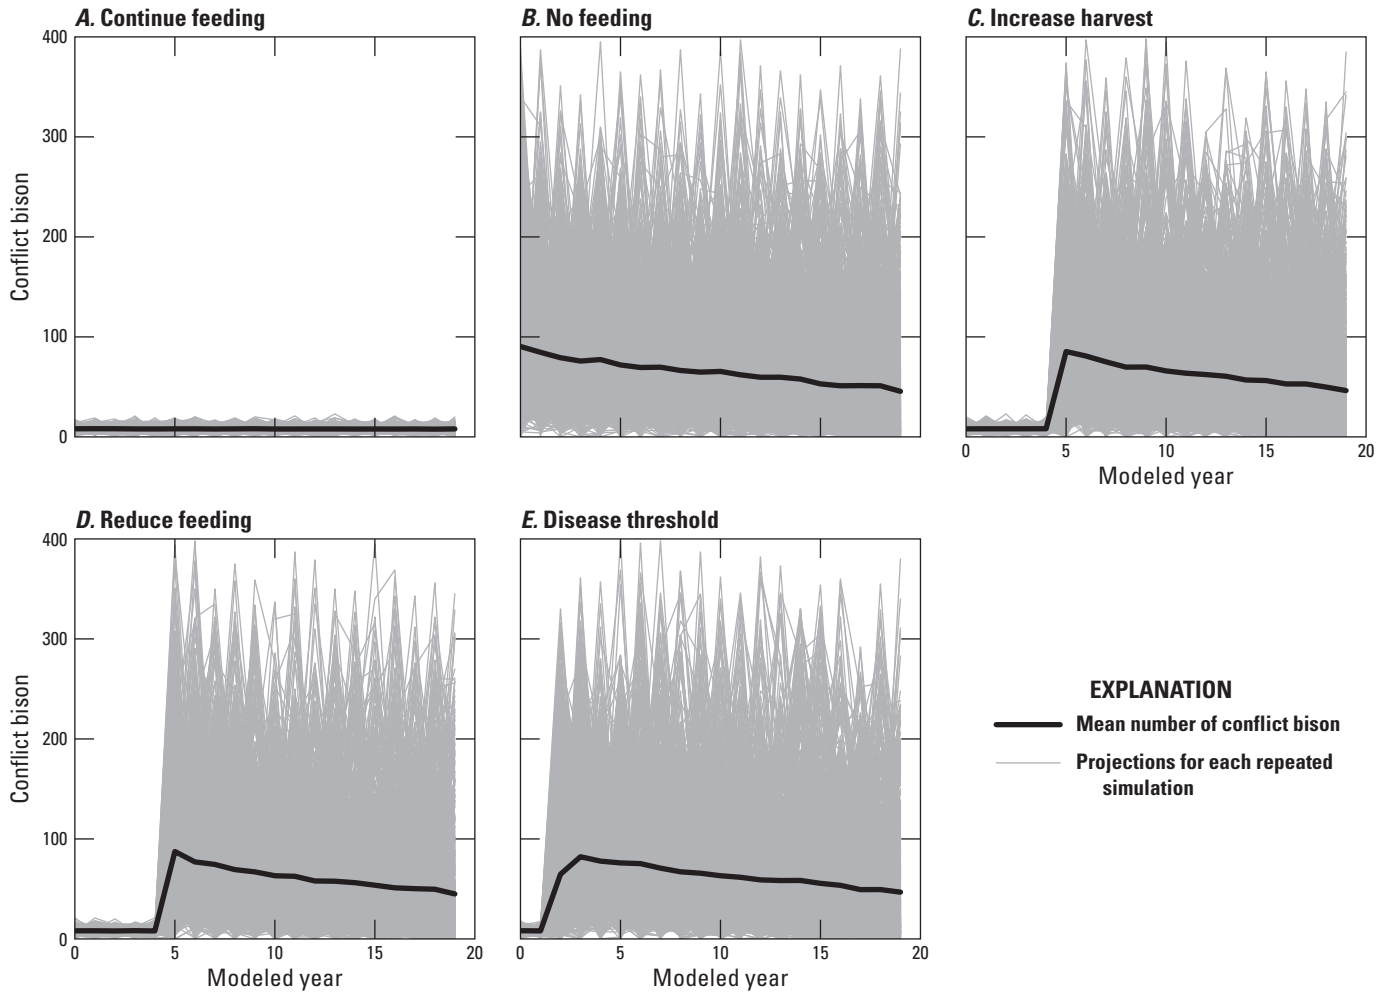 A. Continue feeding
B. No feeding
C. Increase harvest
Conflict bison
400
300
200
100
0
0
5
10
15
20
Modeled year
D. Reduce feeding
E. Disease threshold
Conflict bison
400
300
200
100
0
0
5
10
15
20
Modeled year
0
5
10
15
20
Modeled year
EXPLANATION
Mean number of conflict bison
Projections for each repeated
simulation